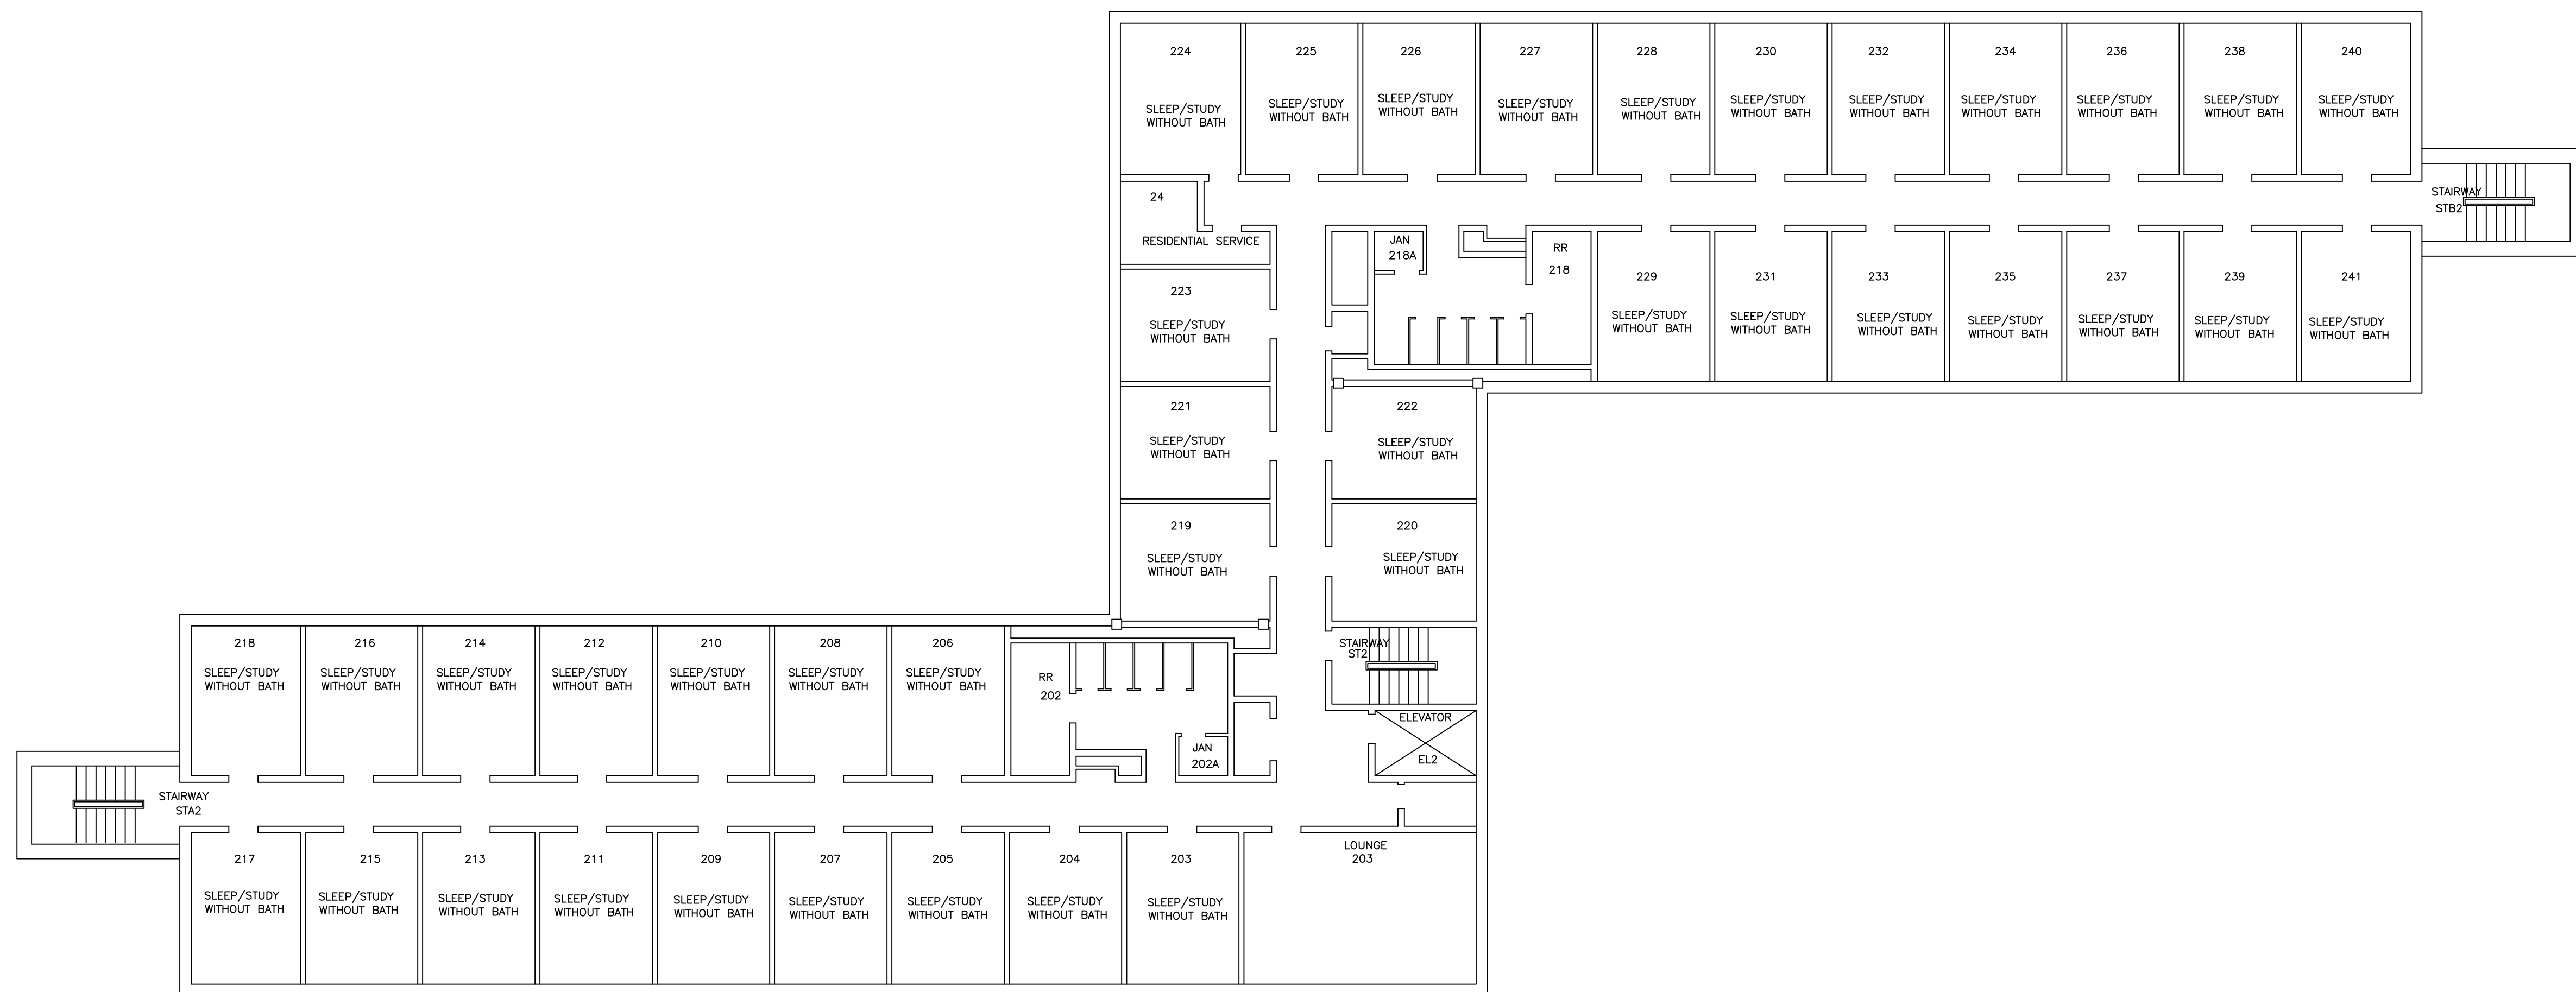 224
225
226
227
228
230
232
234
236
238
240
SLEEP/STUDY
WITHOUT BATH
SLEEP/STUDY
WITHOUT BATH
SLEEP/STUDY
WITHOUT BATH
SLEEP/STUDY
WITHOUT BATH
SLEEP/STUDY
WITHOUT BATH
SLEEP/STUDY
WITHOUT BATH
SLEEP/STUDY
WITHOUT BATH
SLEEP/STUDY
WITHOUT BATH
SLEEP/STUDY
WITHOUT BATH
SLEEP/STUDY
WITHOUT BATH
SLEEP/STUDY
WITHOUT BATH
STAIRWAY
STB2
24
RESIDENTIAL SERVICE
JAN
218A
RR
218
229
SLEEP/STUDY
WITHOUT BATH
231
SLEEP/STUDY
WITHOUT BATH
233
SLEEP/STUDY
WITHOUT BATH
235
SLEEP/STUDY
WITHOUT BATH
237
SLEEP/STUDY
WITHOUT BATH
239
SLEEP/STUDY
WITHOUT BATH
241
SLEEP/STUDY
WITHOUT BATH
223
SLEEP/STUDY
WITHOUT BATH
221
SLEEP/STUDY
WITHOUT BATH
222
SLEEP/STUDY
WITHOUT BATH
219
SLEEP/STUDY
WITHOUT BATH
220
SLEEP/STUDY
WITHOUT BATH
218
SLEEP/STUDY
WITHOUT BATH
216
SLEEP/STUDY
WITHOUT BATH
214
SLEEP/STUDY
WITHOUT BATH
212
SLEEP/STUDY
WITHOUT BATH
210
SLEEP/STUDY
WITHOUT BATH
208
SLEEP/STUDY
WITHOUT BATH
206
SLEEP/STUDY
WITHOUT BATH
RR
202
JAN
202A
STAIRWAY
ST2
ELEVATOR
EL2
STAIRWAY
STA2
217
SLEEP/STUDY
WITHOUT BATH
215
SLEEP/STUDY
WITHOUT BATH
213
SLEEP/STUDY
WITHOUT BATH
211
SLEEP/STUDY
WITHOUT BATH
209
SLEEP/STUDY
WITHOUT BATH
207
SLEEP/STUDY
WITHOUT BATH
205
SLEEP/STUDY
WITHOUT BATH
204
SLEEP/STUDY
WITHOUT BATH
203
SLEEP/STUDY
WITHOUT BATH
LOUNGE
203